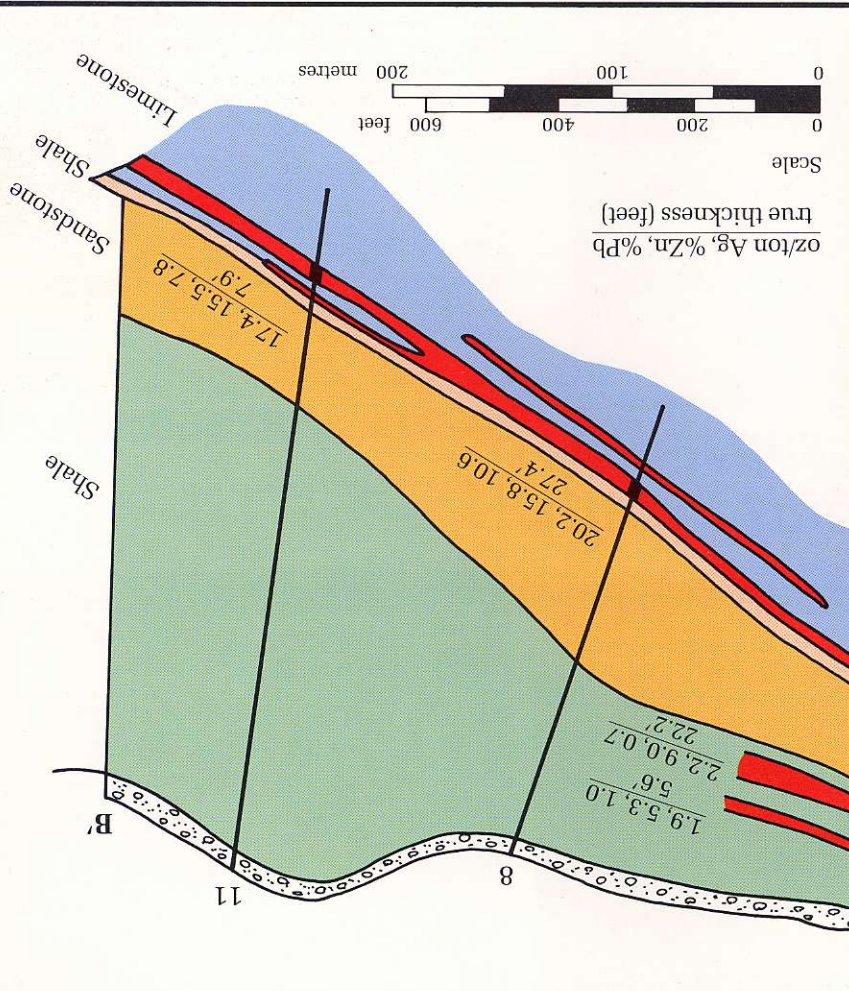 11
8
B'
1.9, 5.3, 1.0
5.6'
2.2, 9.0, 0.7
22.2'
Shale
20.2, 15.8, 10.6
27.4'
17.4, 15.5, 7.8
7.9'
Sandstone
Shale
Limestone
oz/ton Ag, %Zn, %Pb
true thickness (feet)
Scale
0 200 400 600 feet
0 100 200 metres